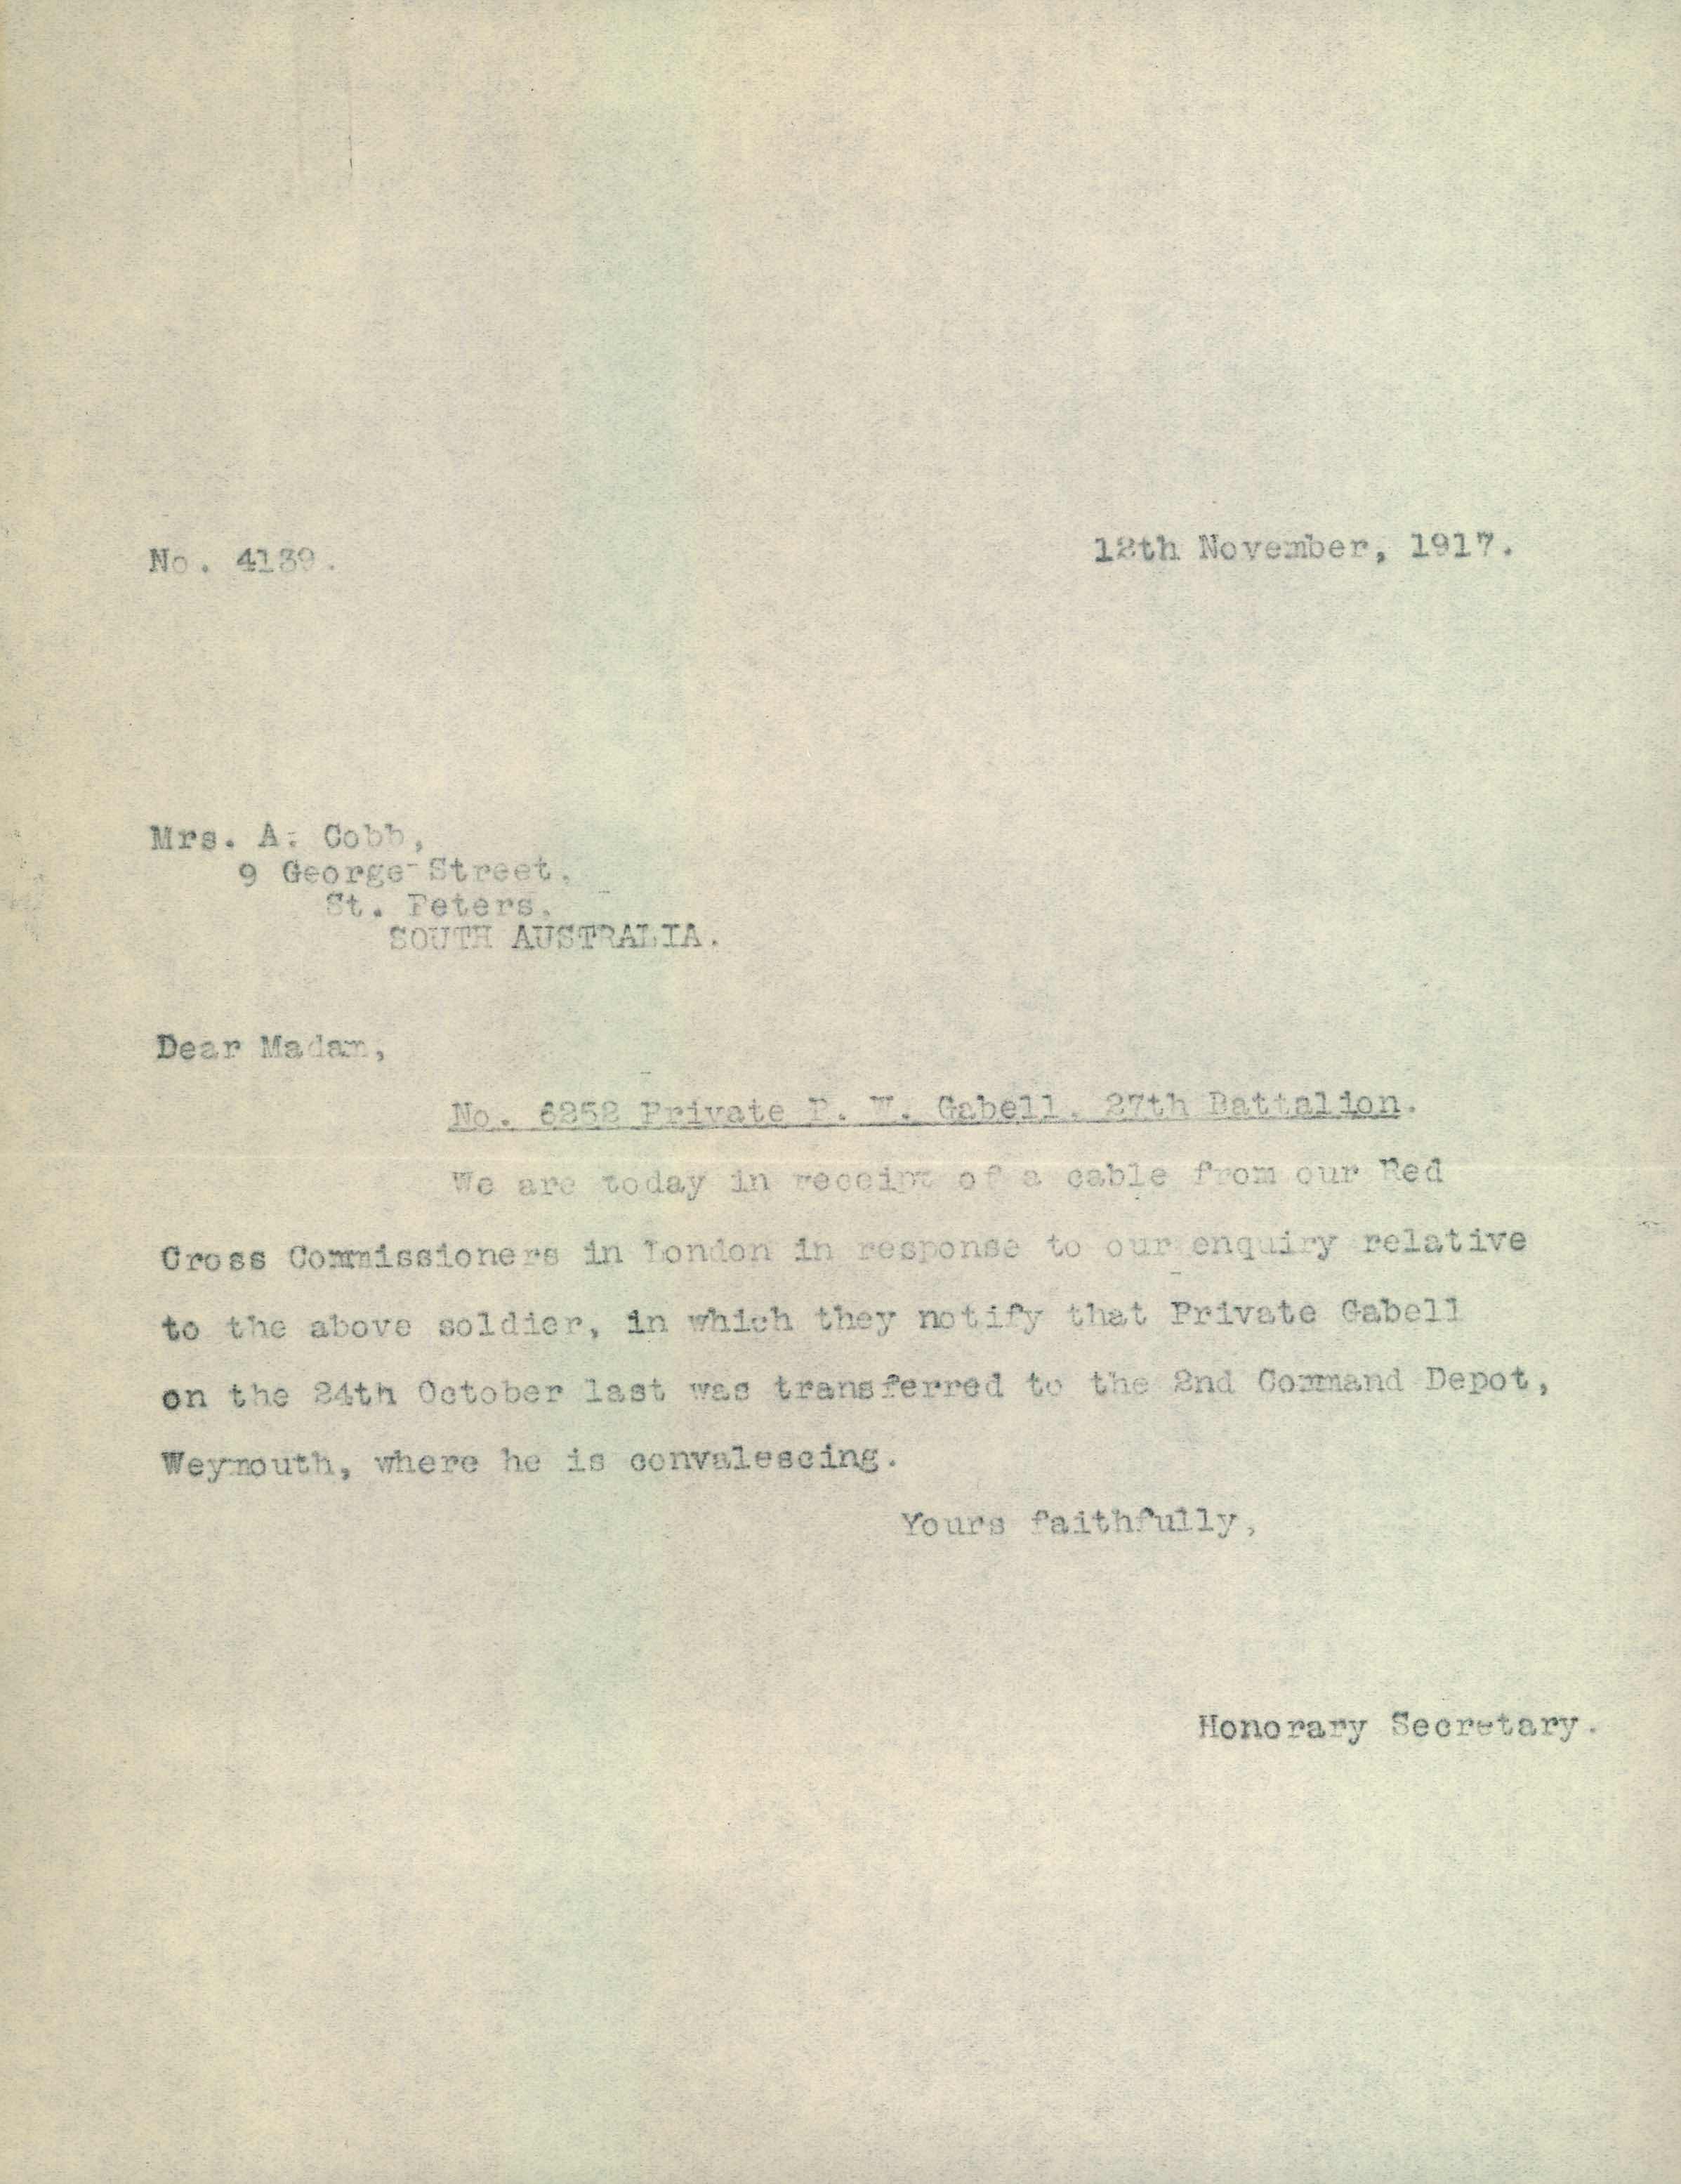 No. 4139.
12th November, 1917.
Mrs. A. Cobb,
9 George Street,
St. Peters,
SOUTH AUSTRALIA.
Dear Madam,
No. 6252 Private W. Gabell, 27th Battalion.
We are today in receipt of a cable from our Red
Cross Commissioners in London in response to our enquiry relative
to the above soldier, in which they notify that Private Gabell
on the 24th October last was transferred to the 2nd Command Depot,
Weymouth, where he is convalescing.
Yours faithfully,
Honorary Secretary.